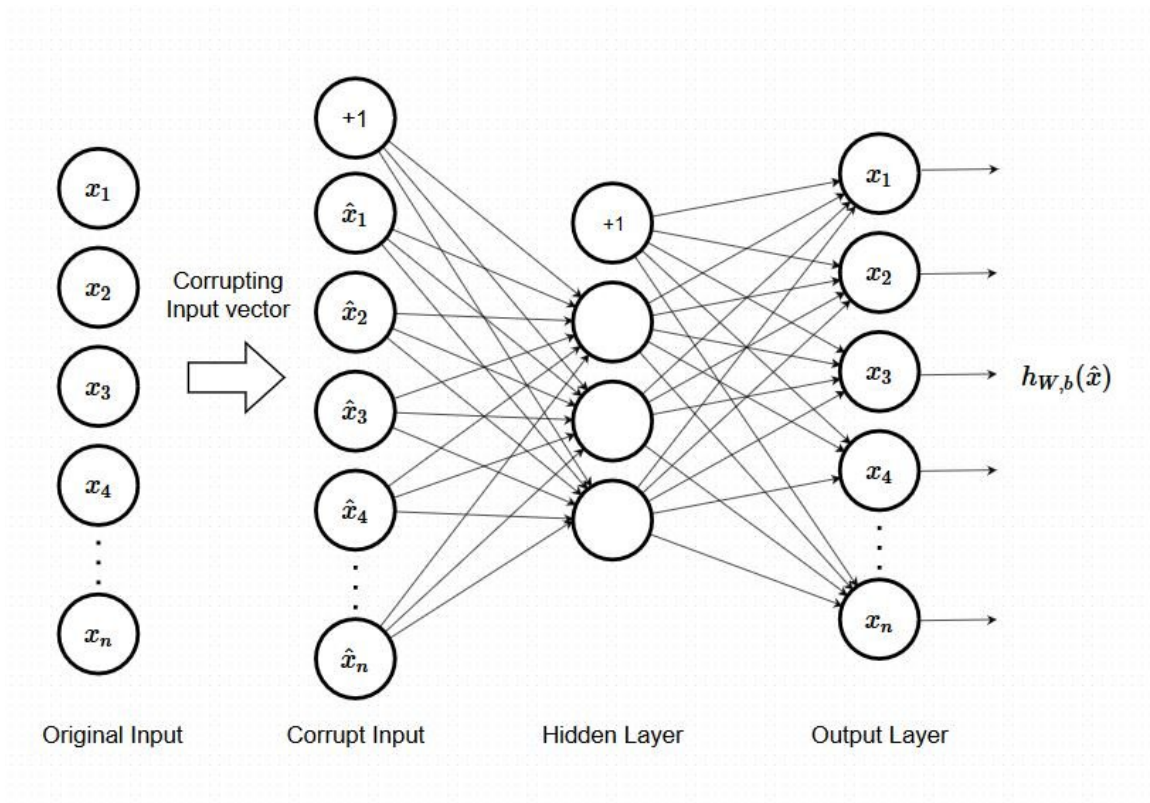 x₁
x₂
x₃
x₄
xₙ
Original Input
Corrupting
Input vector
+1
x̂₁
x̂₂
x̂₃
x̂₄
x̂ₙ
Corrupt Input
+1
Hidden Layer
x₁
x₂
x₃
x₄
xₙ
Output Layer
h_{W,b}(x̂)